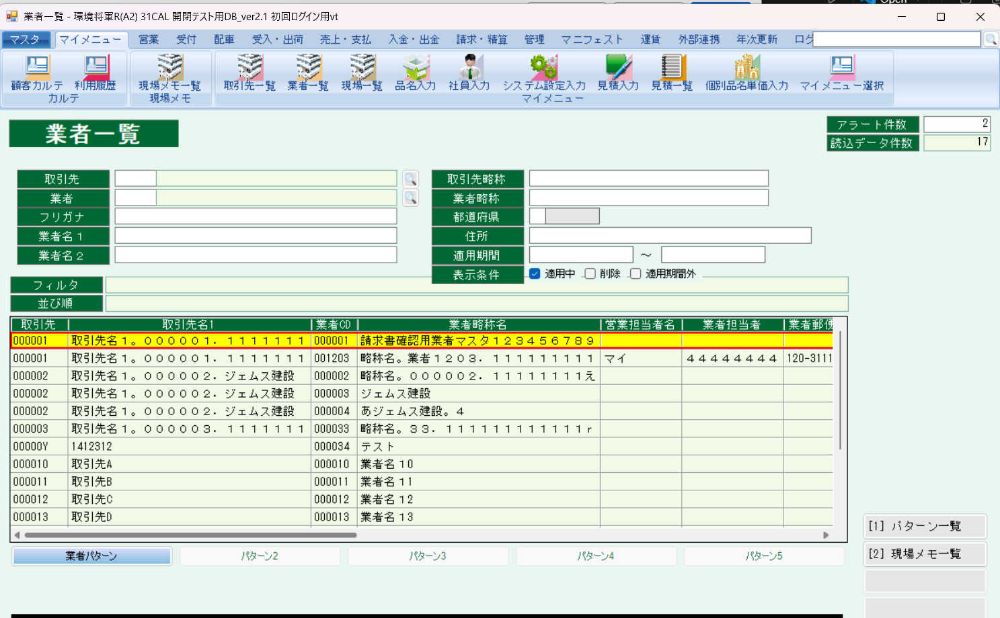 Open
業者一覧 - 環境将軍R(A2) 31CAL 開閉テスト用DB_ver2.1 初回ログイン用vt
マスタ マイメニュー 営業 受付 配車 受入・出荷 売上・支払 入金・出金 請求・精算 管理 マニフェスト 運賃 外部連携 年次更新 ログ
顧客カルテ 利用履歴 現場メモ一覧 取引先一覧 業者一覧 現場一覧 品名入力 社員入力 システム設定入力 見積入力 見積一覧 個別品名単価入力 マイメニュー選択
カルテ 現場メモ マイメニュー
業者一覧
アラート件数 2
読込データ件数 17
取引先 取引先略称
業者 業者略称
フリガナ 都道府県
業者名1 住所
業者名2 適用期間 ～
表示条件 適用中 削除 適用期間外
フィルタ
並び順
取引先 取引先名1 業者CD 業者略称名 営業担当者名 業者担当者 業者郵便
000001 取引先名１。０００００１．１１１１１１１ 000001 請求書確認用業者マスタ１２３４５６７８９
000001 取引先名１。０００００１．１１１１１１１ 001203 略称名。業者１２０３．１１１１１１１１１ マイ ４４４４４４４４ 120-3111
000002 取引先名１。０００００２．ジェムス建設 000002 略称名。０００００２．１１１１１１１１え
000002 取引先名１。０００００２．ジェムス建設 000003 ジェムス建設
000002 取引先名１。０００００２．ジェムス建設 000004 あジェムス建設。４
000003 取引先名１。０００００３．１１１１１１１ 000033 略称名。３３．１１１１１１１１１１１１ｒ
00000Y 1412312 000034 テスト
000010 取引先A 000010 業者名10
000011 取引先B 000011 業者名11
000012 取引先C 000012 業者名12
000013 取引先D 000013 業者名13
業者パターン パターン2 パターン3 パターン4 パターン5
[1] パターン一覧
[2] 現場メモ一覧